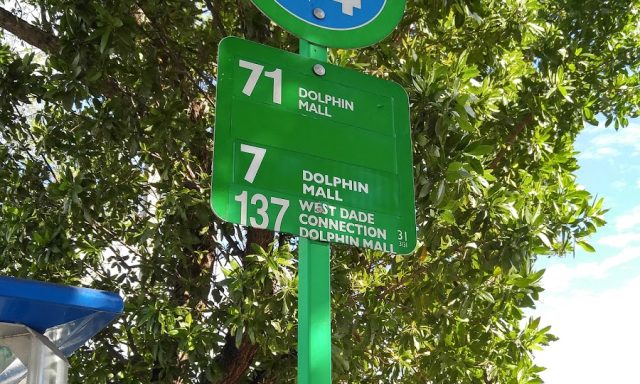 71 DOLPHIN
MALL
7 DOLPHIN
MALL
137 WEST DADE
CONNECTION
DOLPHIN MALL
31